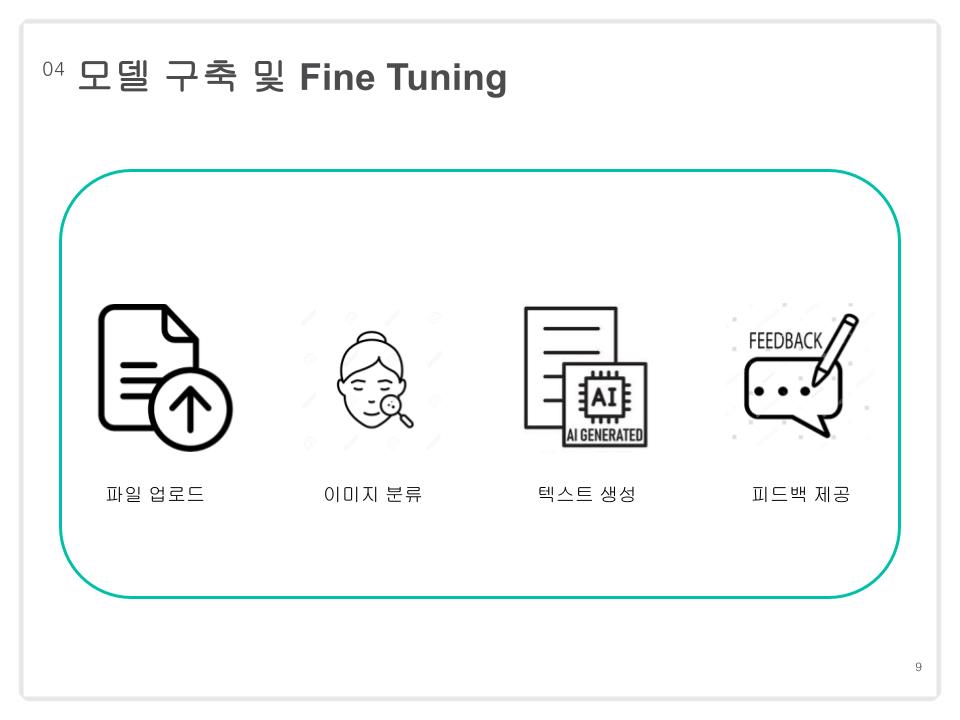 04 모델 구축 및 Fine Tuning
AI
AI GENERATED
FEEDBACK
파일 업로드
이미지 분류
텍스트 생성
피드백 제공
9